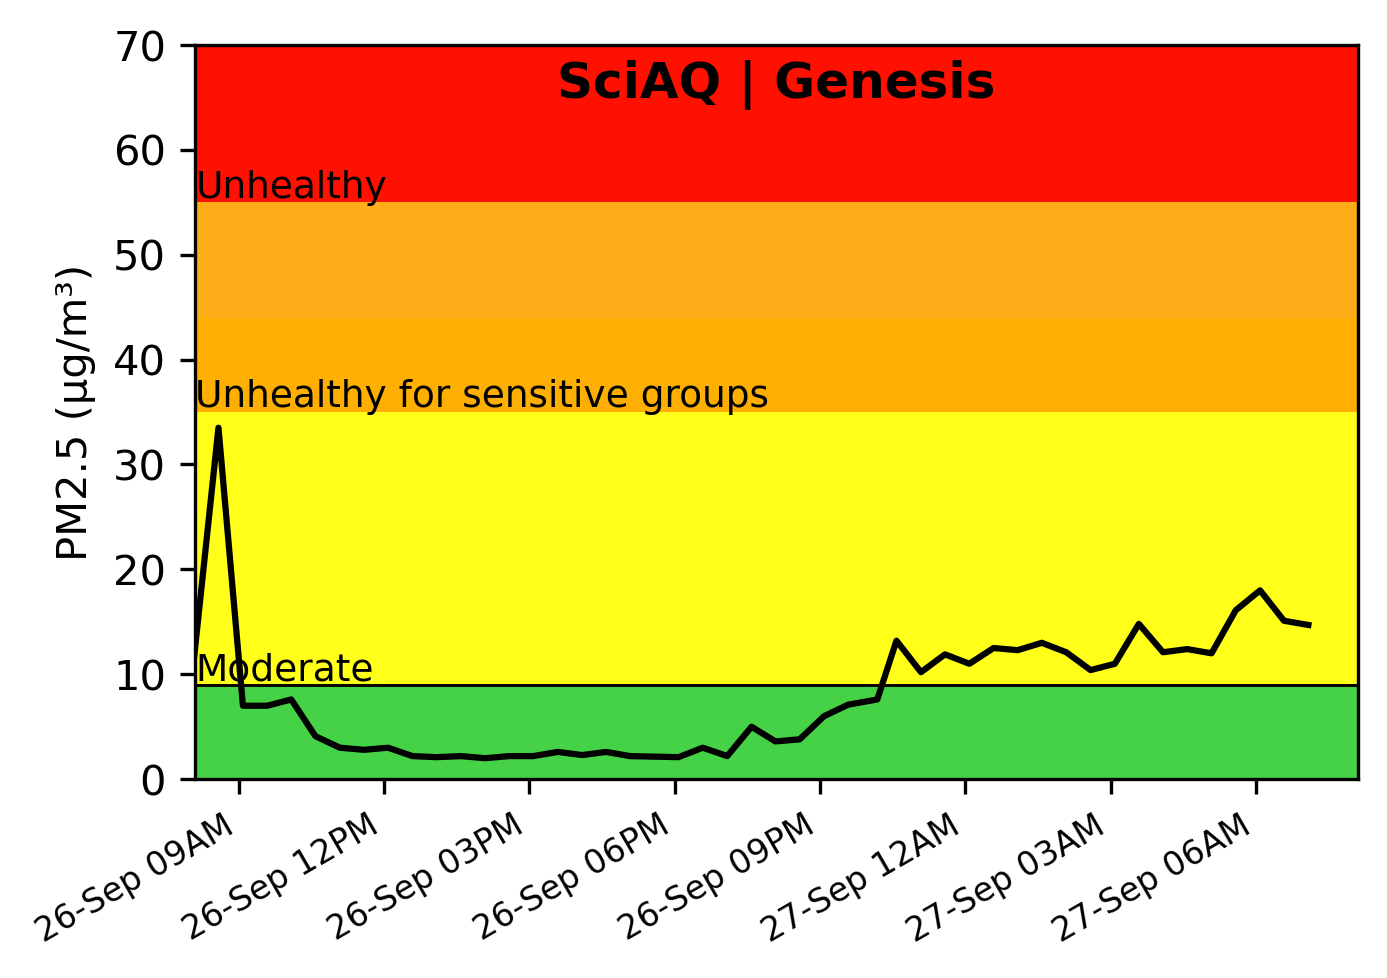 SciAQ | Genesis
PM2.5 (µg/m³)
70
60
50
40
30
20
10
0
Unhealthy
Unhealthy for sensitive groups
Moderate
26-Sep 09AM
26-Sep 12PM
26-Sep 03PM
26-Sep 06PM
26-Sep 09PM
27-Sep 12AM
27-Sep 03AM
27-Sep 06AM